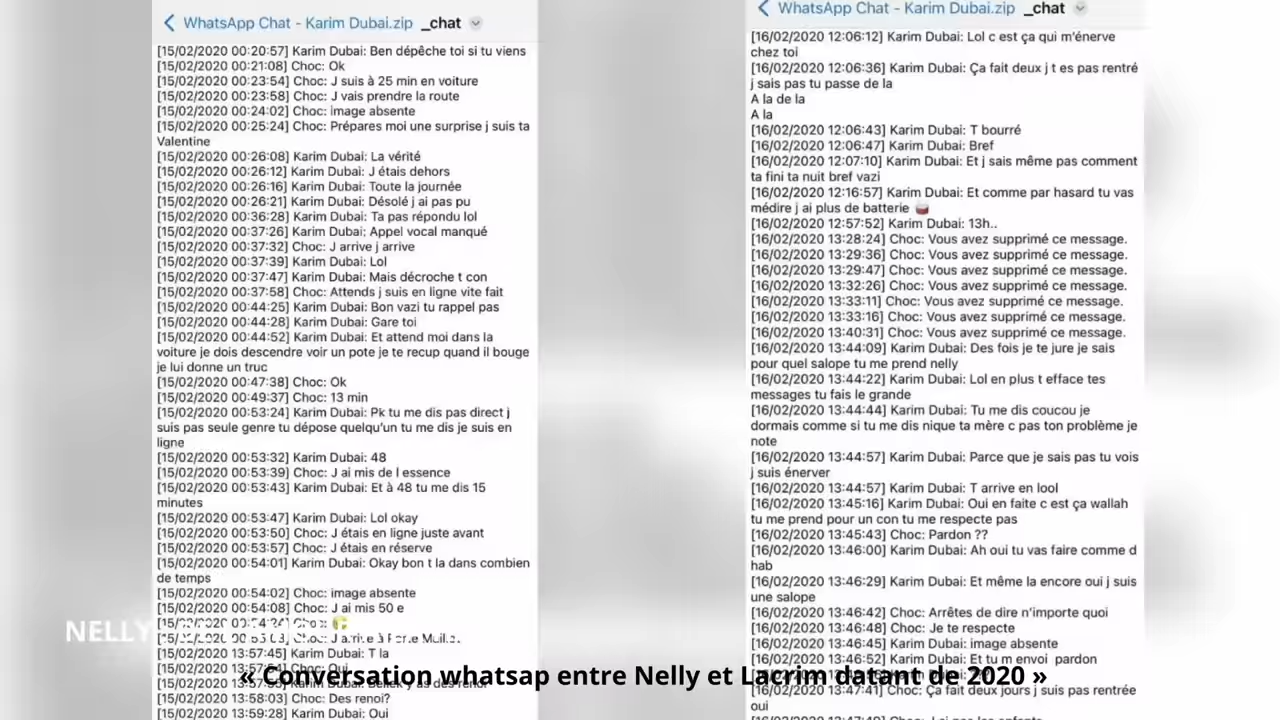 WhatsApp Chat - Karim Dubai.zip _chat
[15/02/2020 00:20:57] Karim Dubai: Ben dépêche toi si tu viens
[15/02/2020 00:21:08] Choc: Ok
[15/02/2020 00:23:54] Choc: J suis à 25 min en voiture
[15/02/2020 00:23:58] Choc: J vais prendre la route
[15/02/2020 00:24:02] Choc: image absente
[15/02/2020 00:25:24] Choc: Prépares moi une surprise j suis ta
Valentine
[15/02/2020 00:26:08] Karim Dubai: La vérité
[15/02/2020 00:26:12] Karim Dubai: J étais dehors
[15/02/2020 00:26:16] Karim Dubai: Toute la journée
[15/02/2020 00:26:21] Karim Dubai: Désolé j ai pas pu
[15/02/2020 00:36:28] Karim Dubai: Ta pas répondu lol
[15/02/2020 00:37:26] Karim Dubai: Appel vocal manqué
[15/02/2020 00:37:32] Choc: J arrive j arrive
[15/02/2020 00:37:39] Karim Dubai: Lol
[15/02/2020 00:37:47] Karim Dubai: Mais décroche t con
[15/02/2020 00:37:58] Choc: Attends j suis en ligne vite fait
[15/02/2020 00:44:25] Karim Dubai: Bon vazi tu rappel pas
[15/02/2020 00:44:28] Karim Dubai: Gare toi
[15/02/2020 00:44:52] Karim Dubai: Et attend moi dans la
voiture je dois descendre voir un pote je te recup quand il bouge
je lui donne un truc
[15/02/2020 00:47:38] Choc: Ok
[15/02/2020 00:49:37] Choc: 13 min
[15/02/2020 00:53:24] Karim Dubai: Pk tu me dis pas direct j
suis pas seule genre tu dépose quelqu'un tu me dis je suis en
ligne
[15/02/2020 00:53:32] Karim Dubai: 48
[15/02/2020 00:53:39] Choc: J ai mis de l essence
[15/02/2020 00:53:43] Karim Dubai: Et à 48 tu me dis 15
minutes
[15/02/2020 00:53:47] Karim Dubai: Lol okay
[15/02/2020 00:53:50] Choc: J étais en ligne juste avant
[15/02/2020 00:53:57] Choc: J étais en réserve
[15/02/2020 00:54:01] Karim Dubai: Okay bon t la dans combien
de temps
[15/02/2020 00:54:02] Choc: image absente
[15/02/2020 00:54:08] Choc: J ai mis 50 e
Choc: J arrive à
13:57:45] Karim Dubai: T la
Choc: Oui
Karim Dubai:
[15/02/2020 13:58:03] Choc: Des renoi?
[15/02/2020 13:59:28] Karim Dubai: Oui
WhatsApp Chat - Karim Dubai.zip _chat
[16/02/2020 12:06:12] Karim Dubai: Lol c est ça qui m'énerve
chez toi
[16/02/2020 12:06:36] Karim Dubai: Ça fait deux j t es pas rentré
j sais pas tu passe de la
A la de la
A la
[16/02/2020 12:06:43] Karim Dubai: T bourré
[16/02/2020 12:06:47] Karim Dubai: Bref
[16/02/2020 12:07:10] Karim Dubai: Et j sais même pas comment
ta fini ta nuit bref vazi
[16/02/2020 12:16:57] Karim Dubai: Et comme par hasard tu vas
médire j ai plus de batterie
[16/02/2020 12:57:52] Karim Dubai: 13h..
[16/02/2020 13:28:24] Choc: Vous avez supprimé ce message.
[16/02/2020 13:29:36] Choc: Vous avez supprimé ce message.
[16/02/2020 13:29:47] Choc: Vous avez supprimé ce message.
[16/02/2020 13:32:26] Choc: Vous avez supprimé ce message.
[16/02/2020 13:33:11] Choc: Vous avez supprimé ce message.
[16/02/2020 13:33:16] Choc: Vous avez supprimé ce message.
[16/02/2020 13:40:31] Choc: Vous avez supprimé ce message.
[16/02/2020 13:44:09] Karim Dubai: Des fois je te jure je sais
pour quel salope tu me prend nelly
[16/02/2020 13:44:22] Karim Dubai: Lol en plus t efface tes
messages tu fais le grande
[16/02/2020 13:44:44] Karim Dubai: Tu me dis coucou je
dormais comme si tu me dis nique ta mère c pas ton problème je
note
[16/02/2020 13:44:57] Karim Dubai: Parce que je sais pas tu vois
j suis énerver
[16/02/2020 13:44:57] Karim Dubai: T arrive en lool
[16/02/2020 13:45:16] Karim Dubai: Oui en faite c est ça wallah
tu me prend pour un con tu me respecte pas
[16/02/2020 13:45:43] Choc: Pardon ??
[16/02/2020 13:46:00] Karim Dubai: Ah oui tu vas faire comme d
hab
[16/02/2020 13:46:29] Karim Dubai: Et même la encore oui j suis
une salope
[16/02/2020 13:46:42] Choc: Arrêtes de dire n'importe quoi
[16/02/2020 13:46:48] Choc: Je te respecte
[16/02/2020 13:46:45] Karim Dubai: image absente
[16/02/2020 13:46:52] Karim Dubai: Et tu m envoi pardon
[16/02/2020 13:47:41] Choc: Ça fait deux jours j suis pas rentrée
oui
NELLY
« Conversation whatsap entre Nelly et Lacrim datant de 2020 »